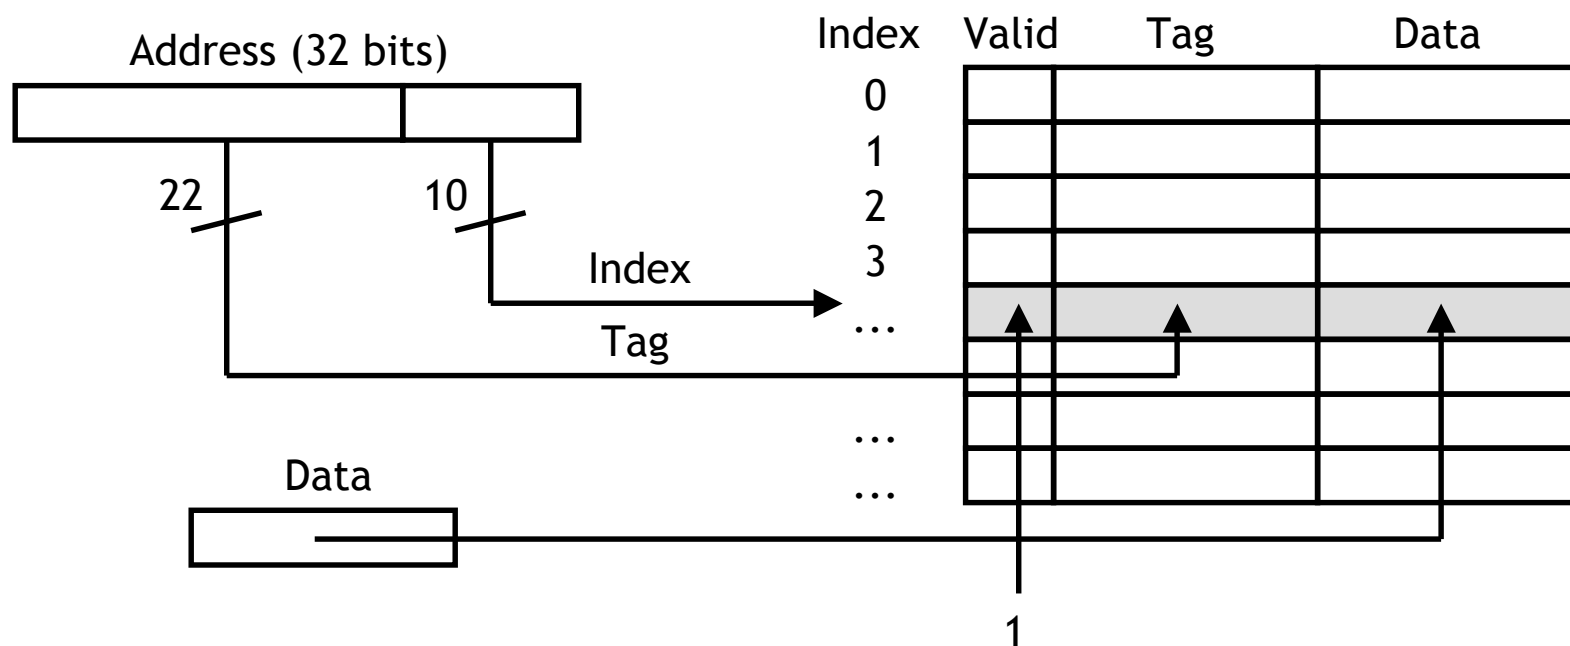 Address (32 bits)
Index Valid Tag Data
0
1
22 10
2
3
Index
...
Tag
...
Data
...
1